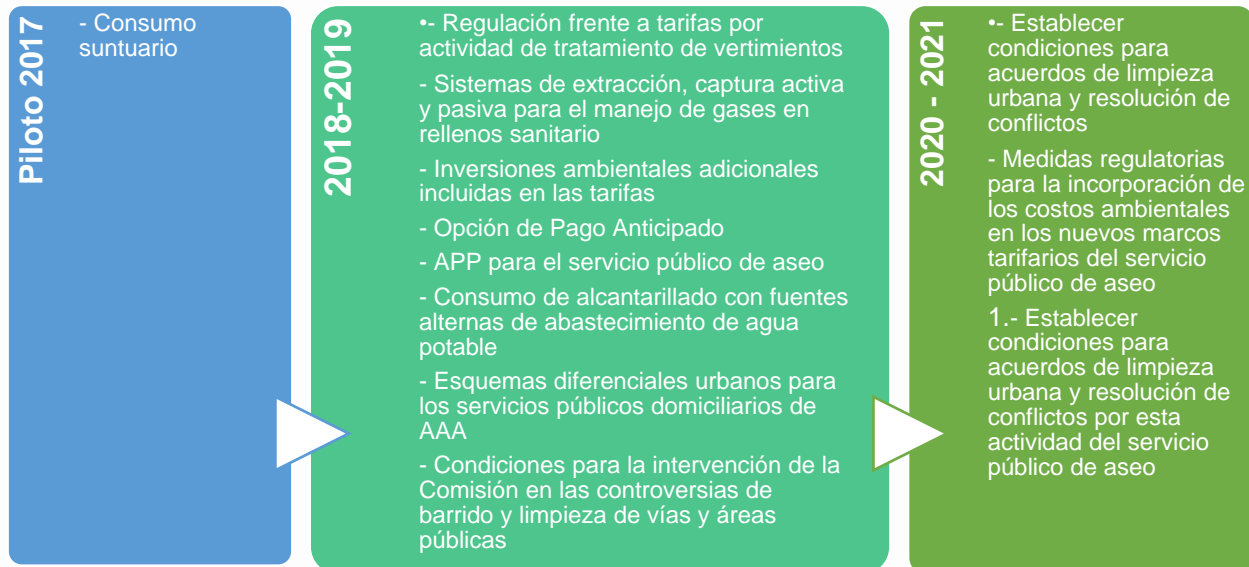 Piloto 2017
- Consumo
suntuario
2018-2019
•- Regulación frente a tarifas por
actividad de tratamiento de vertimientos
- Sistemas de extracción, captura activa
y pasiva para el manejo de gases en
rellenos sanitario
- Inversiones ambientales adicionales
incluidas en las tarifas
- Opción de Pago Anticipado
- APP para el servicio público de aseo
- Consumo de alcantarillado con fuentes
alternas de abastecimiento de agua
potable
- Esquemas diferenciales urbanos para
los servicios públicos domiciliarios de
AAA
- Condiciones para la intervención de la
Comisión en las controversias de
barrido y limpieza de vías y áreas
públicas
2020 - 2021
•- Establecer
condiciones para
acuerdos de limpieza
urbana y resolución de
conflictos
- Medidas regulatorias
para la incorporación de
los costos ambientales
en los nuevos marcos
tarifarios del servicio
público de aseo
1.- Establecer
condiciones para
acuerdos de limpieza
urbana y resolución de
conflictos por esta
actividad del servicio
público de aseo